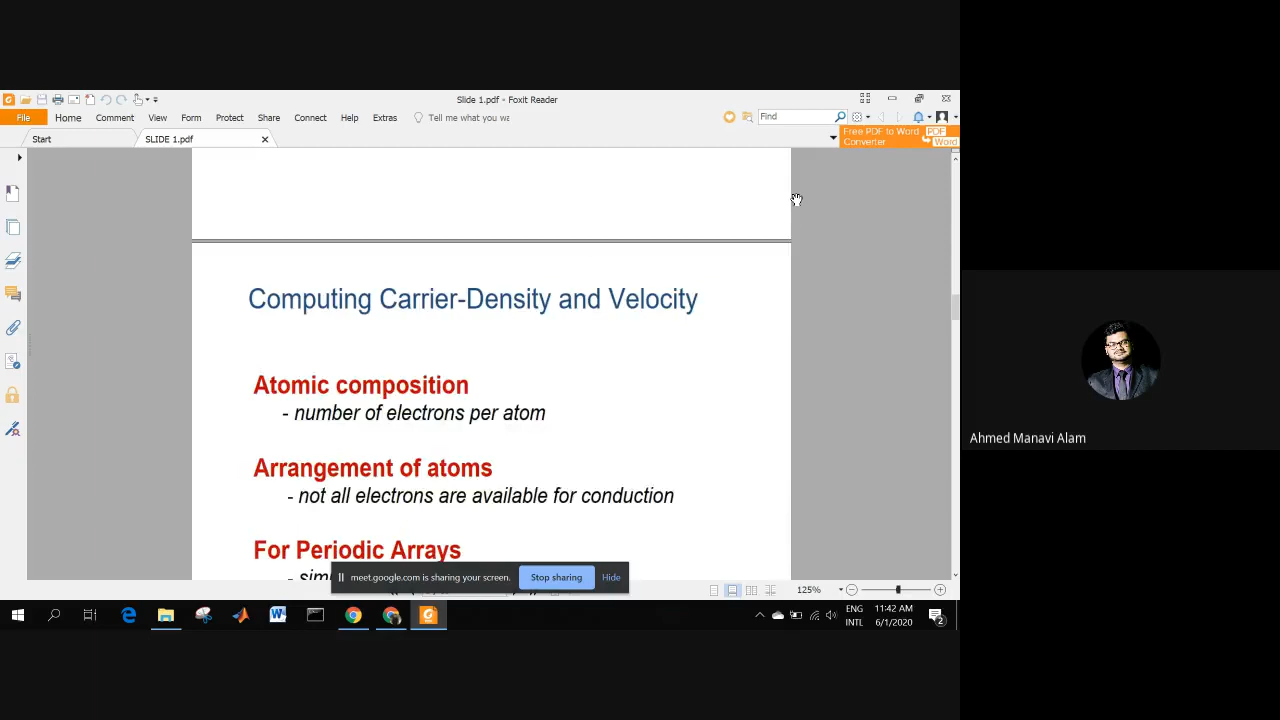 Slide 1.pdf - Foxit Reader
File Home Comment View Form Protect Share Connect Help Extras Tell me what you wa Find
Free PDF to Word
Converter
PDF
Word
Start SLIDE 1.pdf
Computing Carrier-Density and Velocity
Atomic composition
- number of electrons per atom
Arrangement of atoms
- not all electrons are available for conduction
For Periodic Arrays
meet.google.com is sharing your screen. Stop sharing Hide
125%
ENG
INTL
11:42 AM
6/1/2020
2
Ahmed Manavi Alam